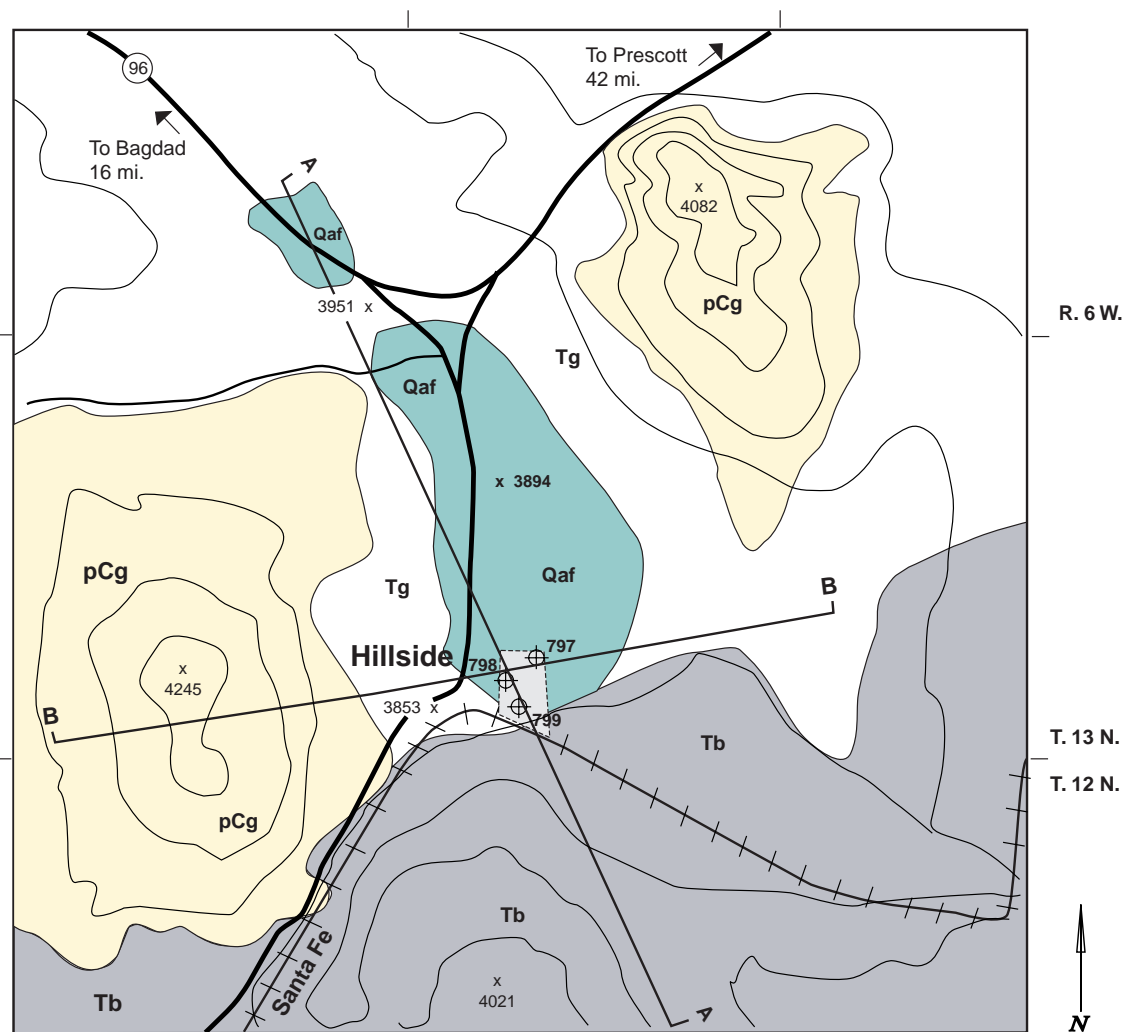 96
To Prescott
42 mi.
To Bagdad
16 mi.
A
x
4082
Qaf
3951 x
pCg
R. 6 W.
Tg
Qaf
x 3894
pCg
Qaf
Tg
B
797
Hillside
798
x
4245
3853 x
799
B
Tb
T. 13 N.
T. 12 N.
pCg
Tb
Santa Fe
x
4021
Tb
A
N